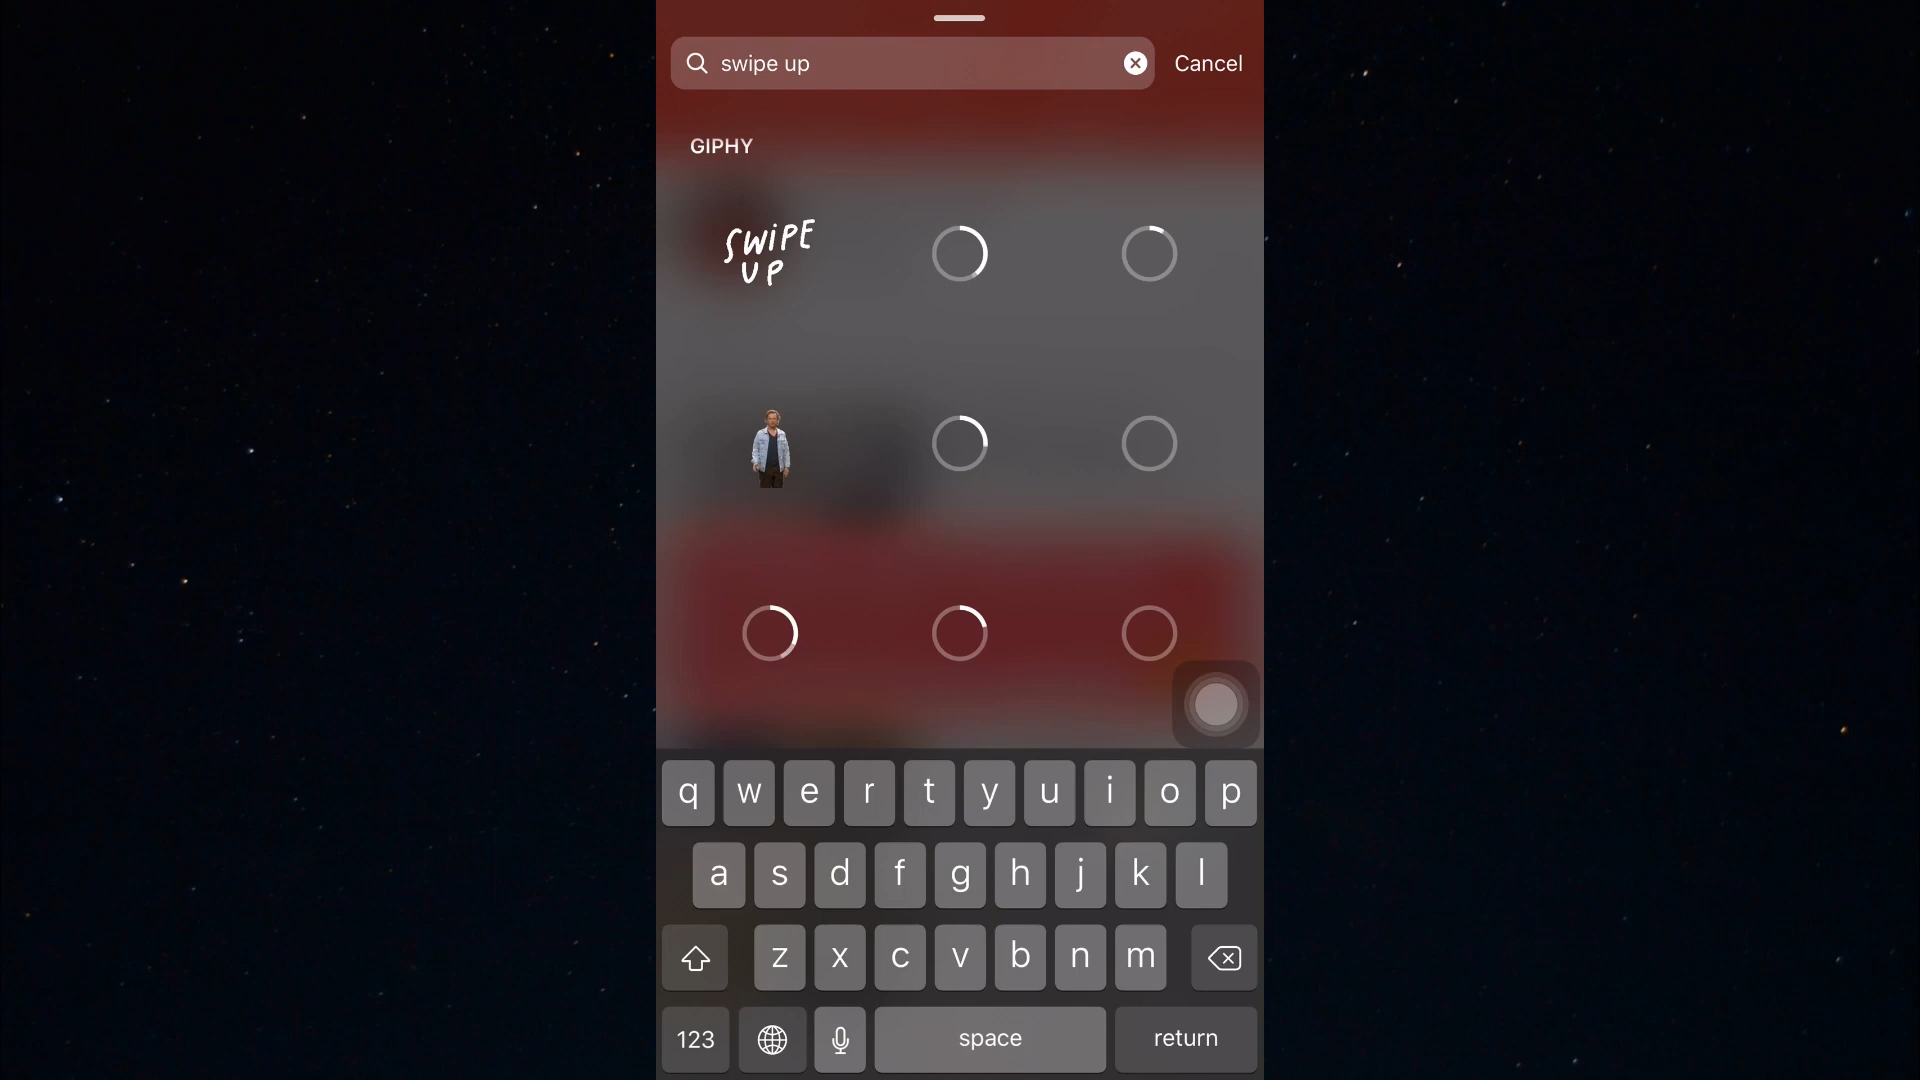 swipe up
Cancel
GIPHY
SWIPE
UP
q w e r t y u i o p
a s d f g h j k l
z x c v b n m
123 space return